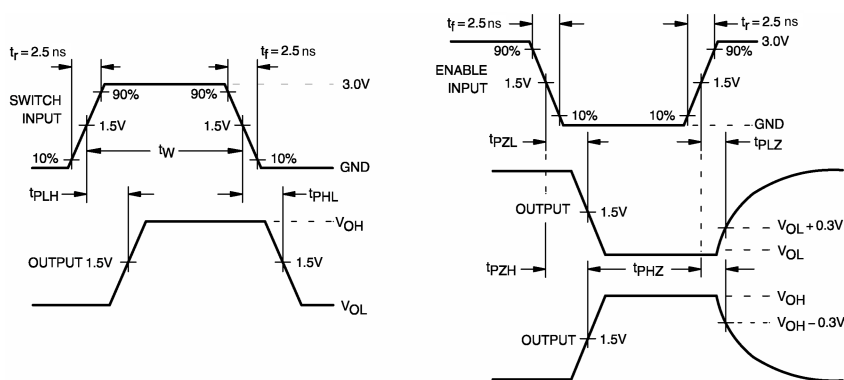 tr = 2.5 ns
tf = 2.5 ns
3.0V
90%
90%
SWITCH
INPUT
1.5V
1.5V
tW
10%
10%
GND
tPLH
tPHL
VOH
OUTPUT 1.5V
1.5V
VOL
tf = 2.5 ns
tr = 2.5 ns
3.0V
90%
90%
ENABLE
INPUT
1.5V
1.5V
10%
10%
GND
tPZL
tPLZ
OUTPUT
1.5V
VOL + 0.3V
VOL
tPZH
tPHZ
VOH
VOH − 0.3V
OUTPUT
1.5V